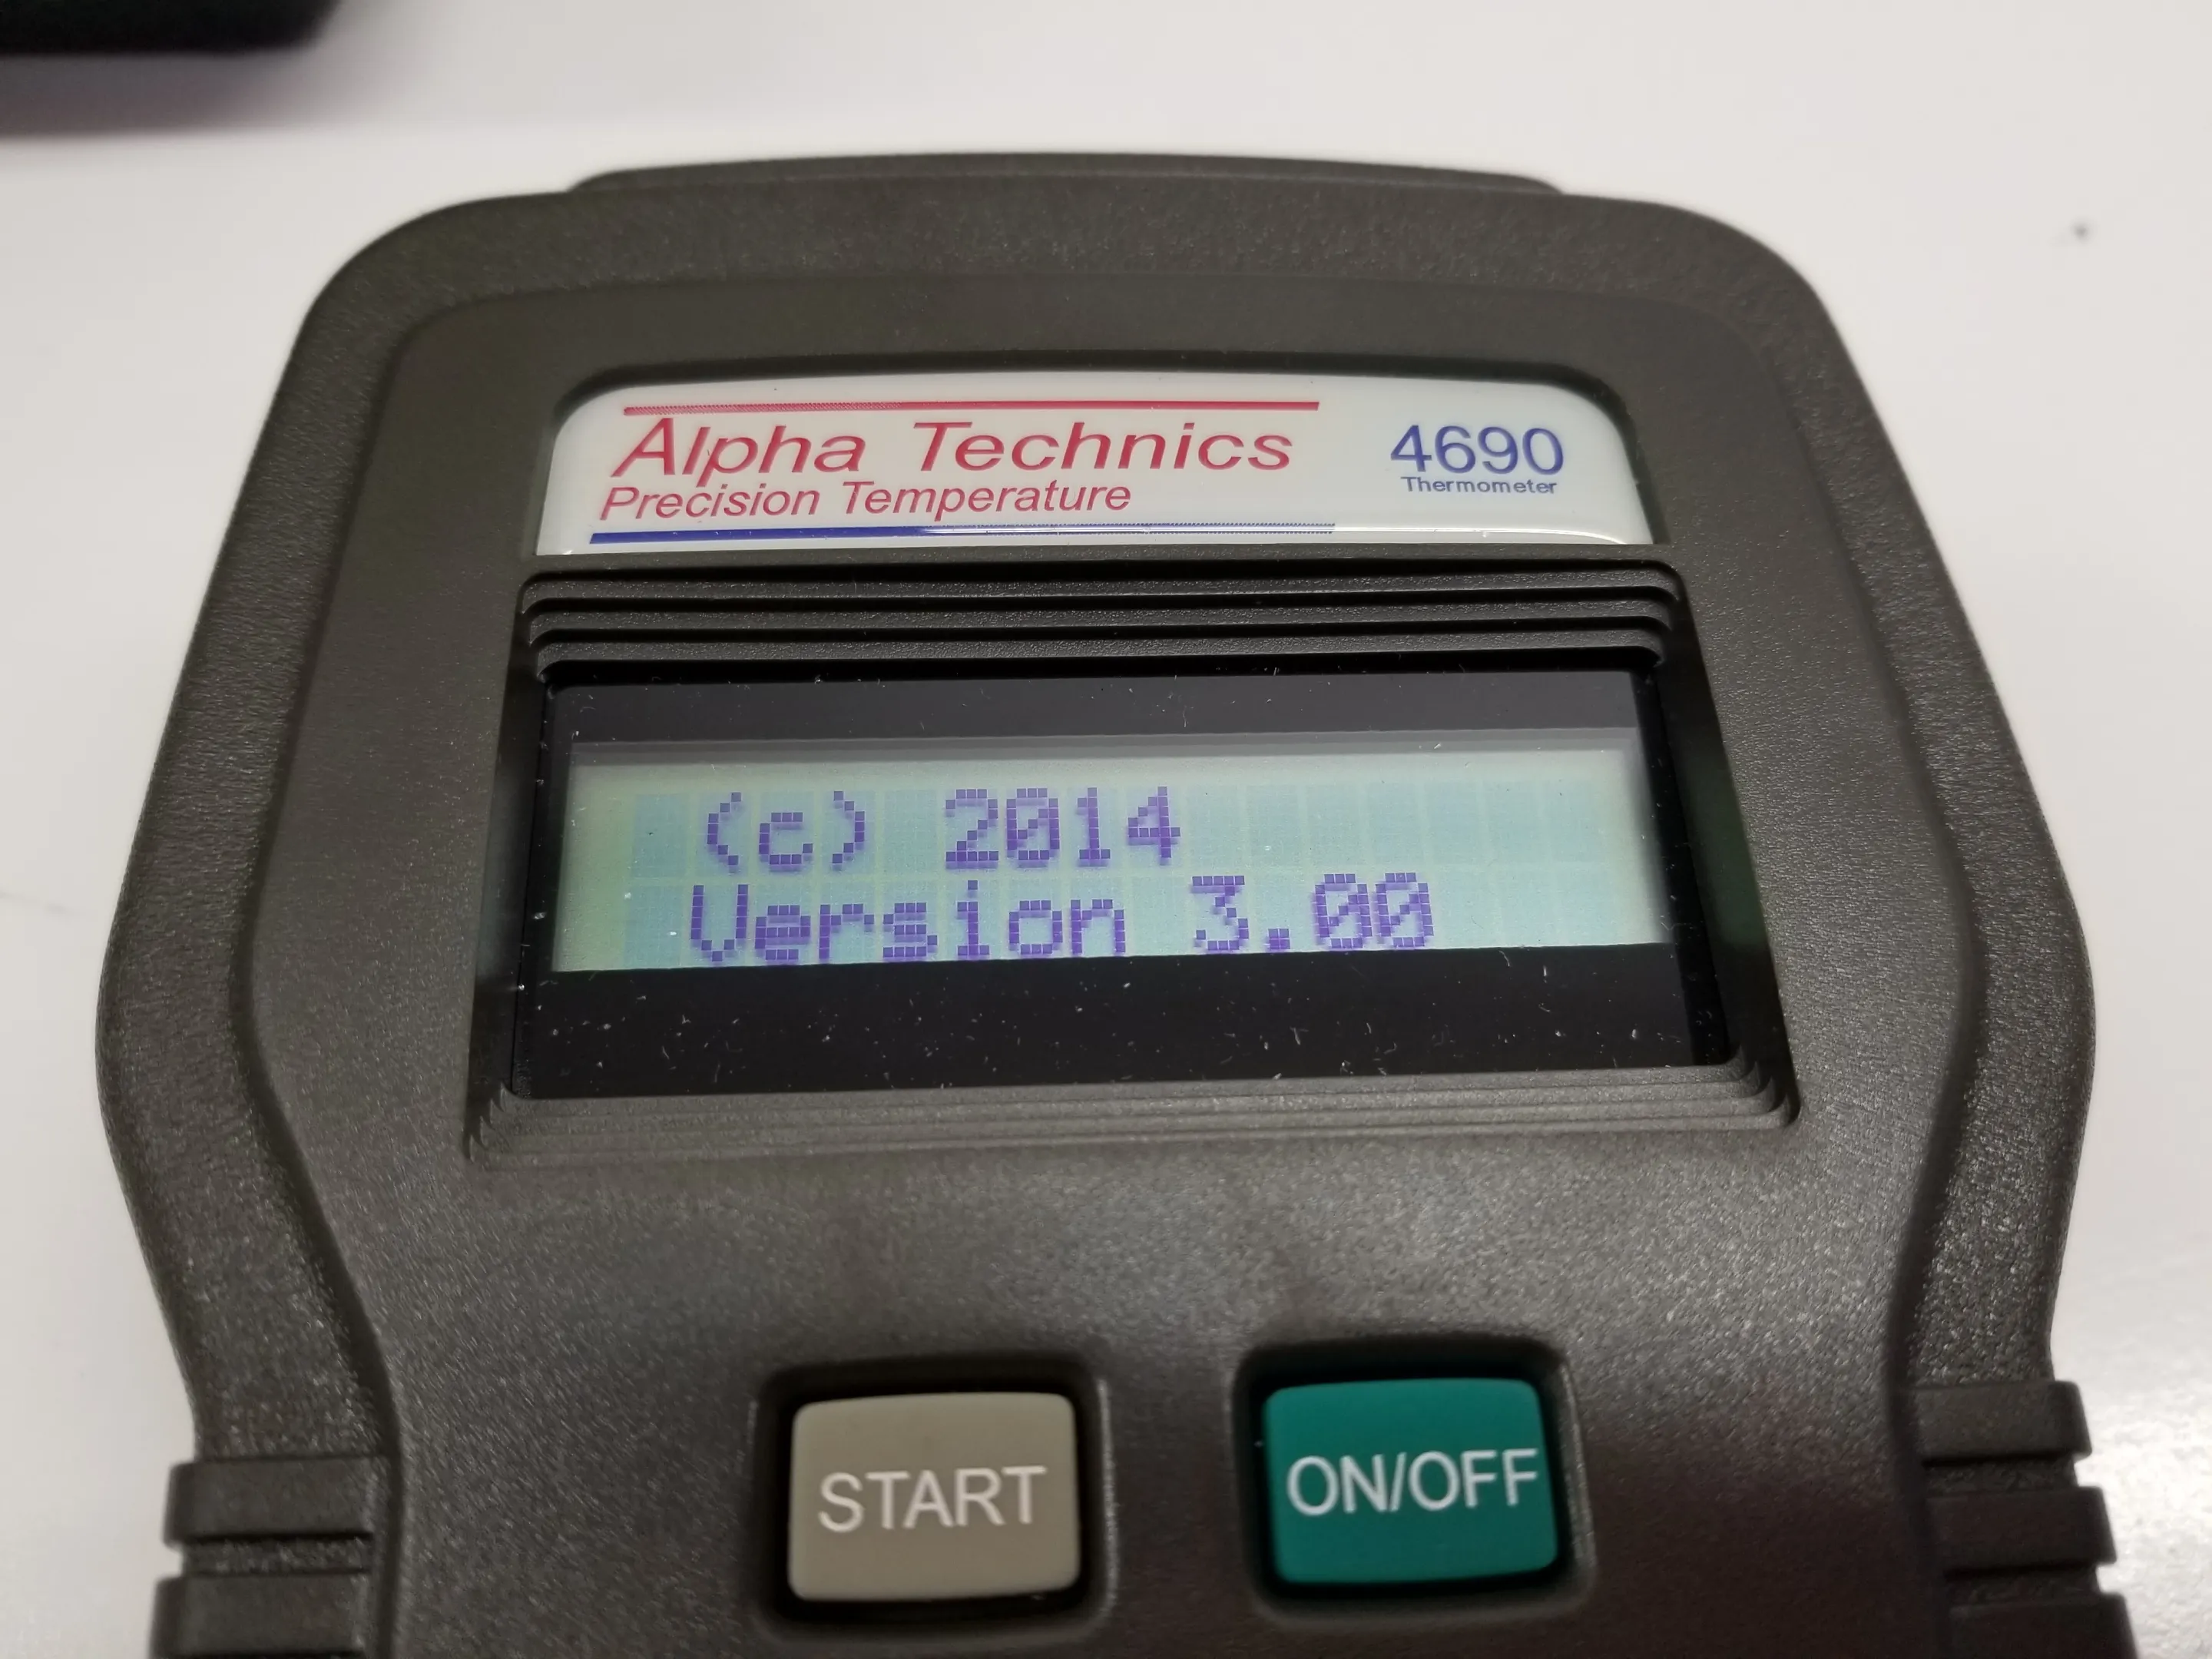 Alpha Technics
Precision Temperature
4690
Thermometer
(c) 2014
Version 3.00
START
ON/OFF